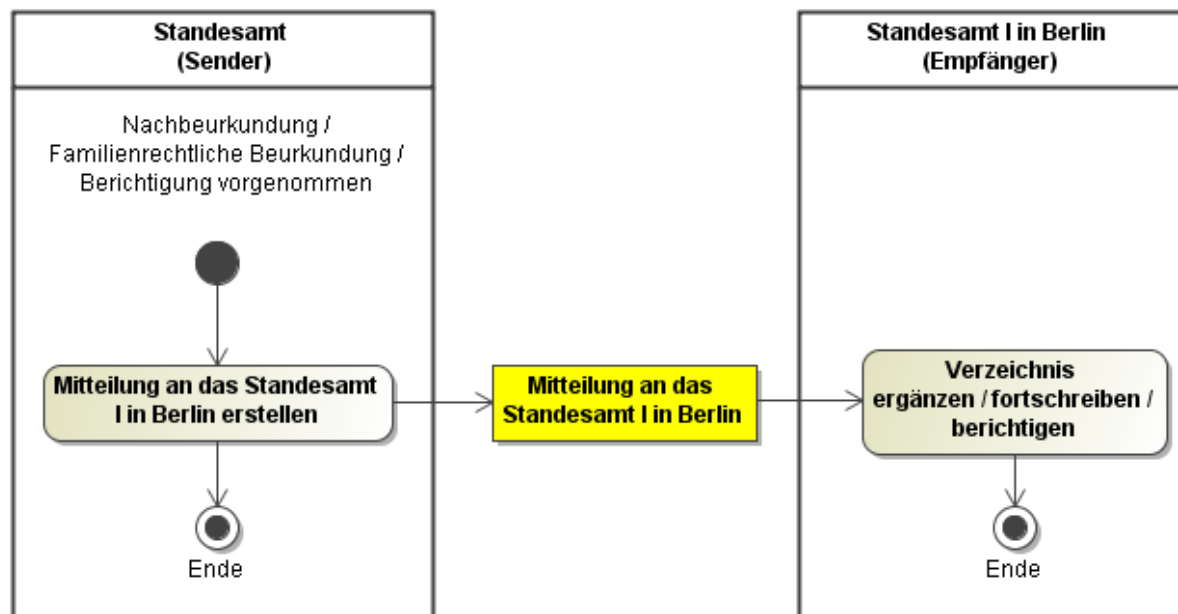 Standesamt
(Sender)
Standesamt I in Berlin
(Empfänger)
Nachbeurkundung /
Familienrechtliche Beurkundung /
Berichtigung vorgenommen
Mitteilung an das Standesamt
I in Berlin erstellen
Mitteilung an das
Standesamt I in Berlin
Verzeichnis
ergänzen / fortschreiben /
berichtigen
Ende
Ende